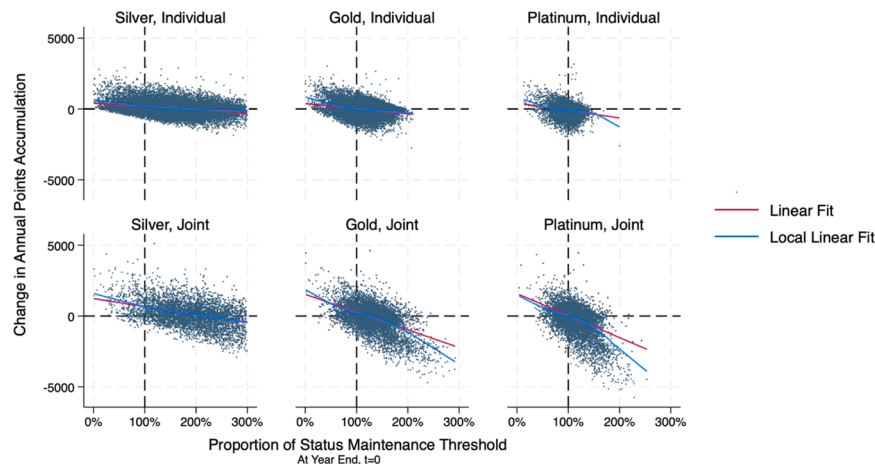 Silver, Individual
Gold, Individual
Platinum, Individual
5000
0
-5000
Silver, Joint
Gold, Joint
Platinum, Joint
5000
0
-5000
0% 100% 200% 300%
0% 100% 200% 300%
0% 100% 200% 300%
Change in Annual Points Accumulation
Proportion of Status Maintenance Threshold
At Year End, t=0
Linear Fit
Local Linear Fit